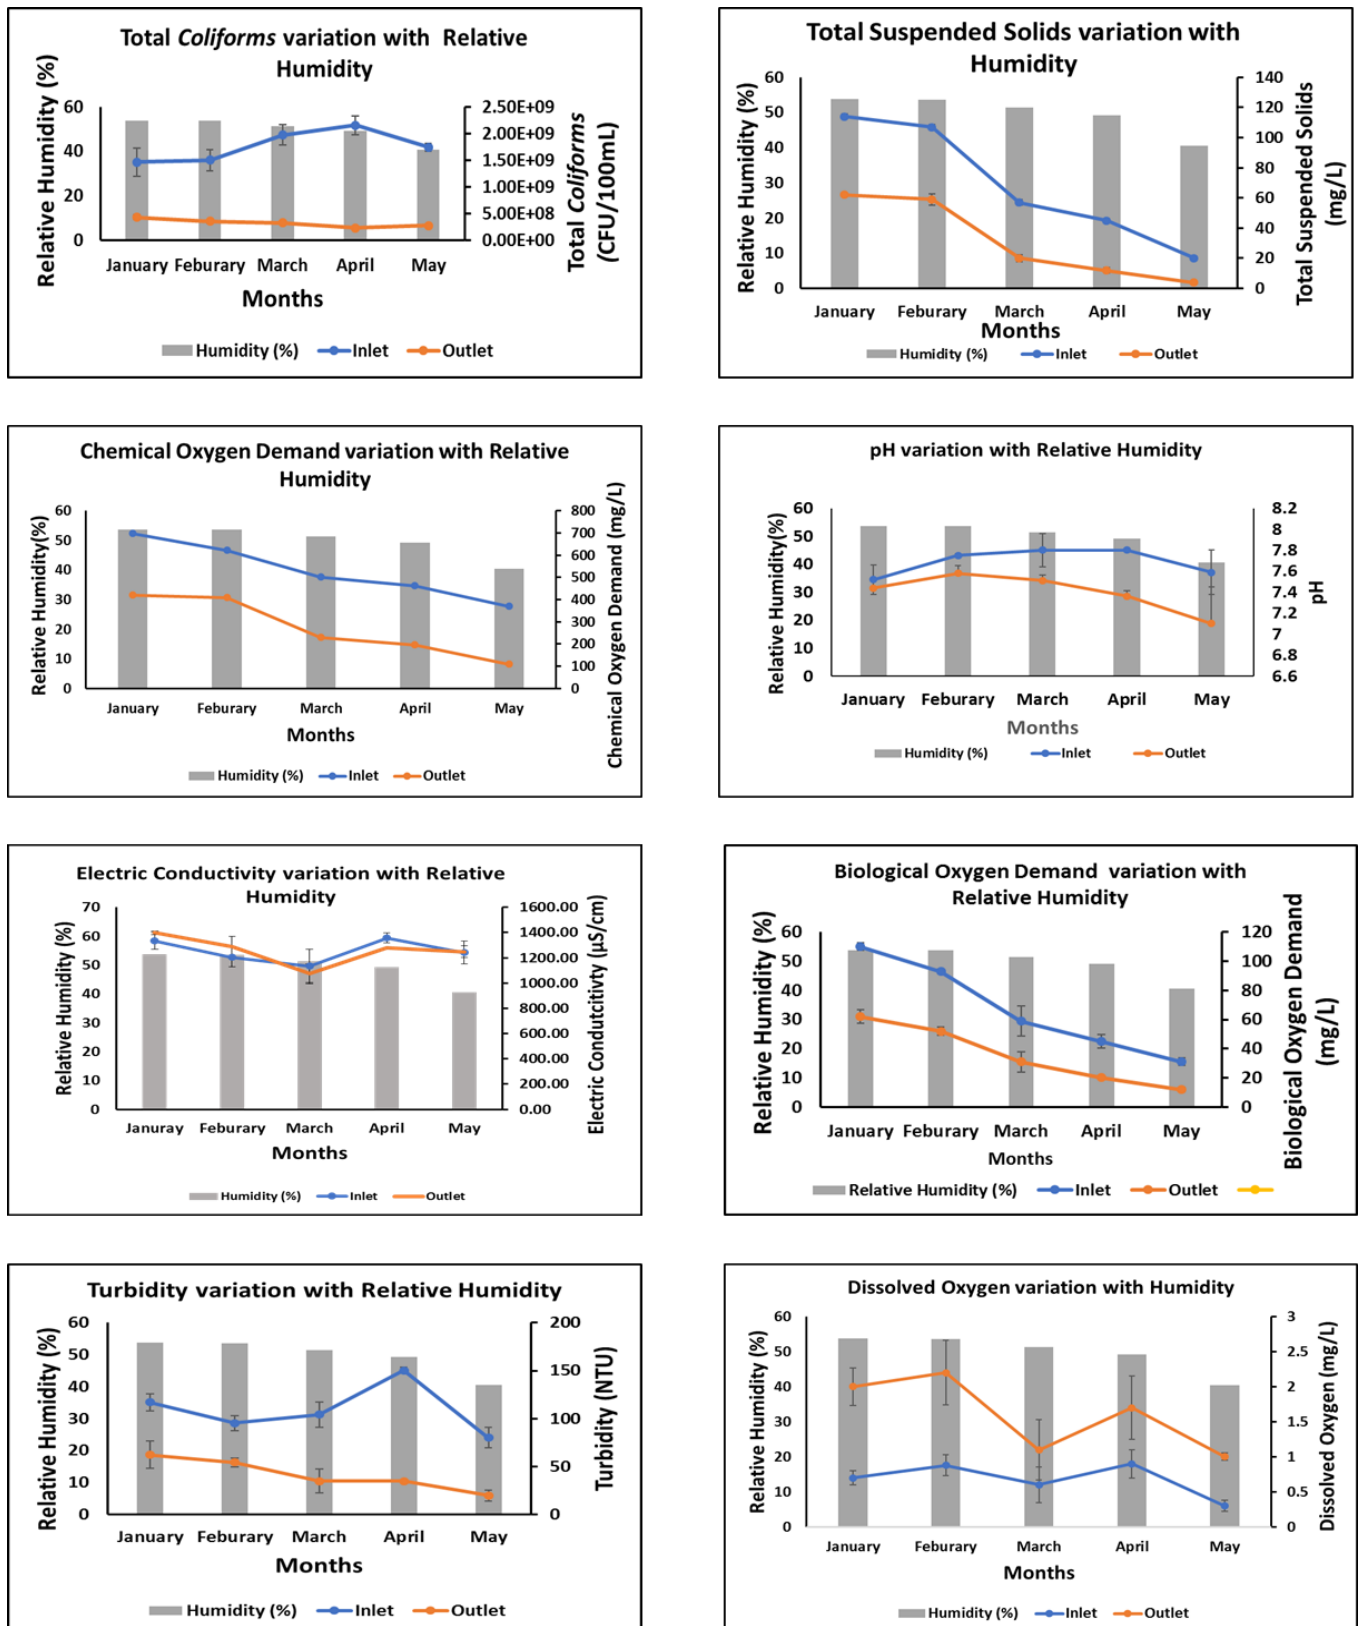 Total Coliforms variation with Relative
Humidity
Relative Humidity (%)
60
40
20
0
2.50E+09
2.00E+09
1.50E+09
1.00E+09
5.00E+08
0.00E+00
Total Coliforms
(CFU/100mL)
January Feburary March April May
Months
Humidity (%) Inlet Outlet
Total Suspended Solids variation with
Humidity
Relative Humidity (%)
60
50
40
30
20
10
0
140
120
100
80
60
40
20
0
Total Suspended Solids
(mg/L)
January Feburary March April May
Months
Humidity (%) Inlet Outlet
Chemical Oxygen Demand variation with Relative
Humidity
Relative Humidity(%)
60
50
40
30
20
10
0
800
700
600
500
400
300
200
100
0
Chemical Oxygen Demand (mg/L)
January Feburary March April May
Months
Humidity (%) Inlet Outlet
pH variation with Relative Humidity
Relative Humidity(%)
60
50
40
30
20
10
0
8.2
8
7.8
7.6
7.4
7.2
7
6.8
6.6
pH
January Feburary March April May
Months
Humidity (%) Inlet Outlet
Electric Conductivity variation with Relative
Humidity
Relative Humidity (%)
70
60
50
40
30
20
10
0
1600.00
1400.00
1200.00
1000.00
800.00
600.00
400.00
200.00
0.00
Electric Condutcitivty (µS/cm)
Januray Feburary March April May
Months
Humidity (%) Inlet Outlet
Biological Oxygen Demand variation with
Relative Humidity
Relative Humidity (%)
60
50
40
30
20
10
0
120
100
80
60
40
20
0
Biological Oxygen Demand
(mg/L)
January Feburary March April May
Months
Relative Humidity (%) Inlet Outlet
Turbidity variation with Relative Humidity
Relative Humidity (%)
60
50
40
30
20
10
0
200
150
100
50
0
Turbidity (NTU)
January Feburary March April May
Months
Humidity (%) Inlet Outlet
Dissolved Oxygen variation with Humidity
Relative Humidity (%)
60
50
40
30
20
10
0
3
2.5
2
1.5
1
0.5
0
Dissolved Oxygen (mg/L)
January Feburary March April May
Months
Humidity (%) Inlet Outlet